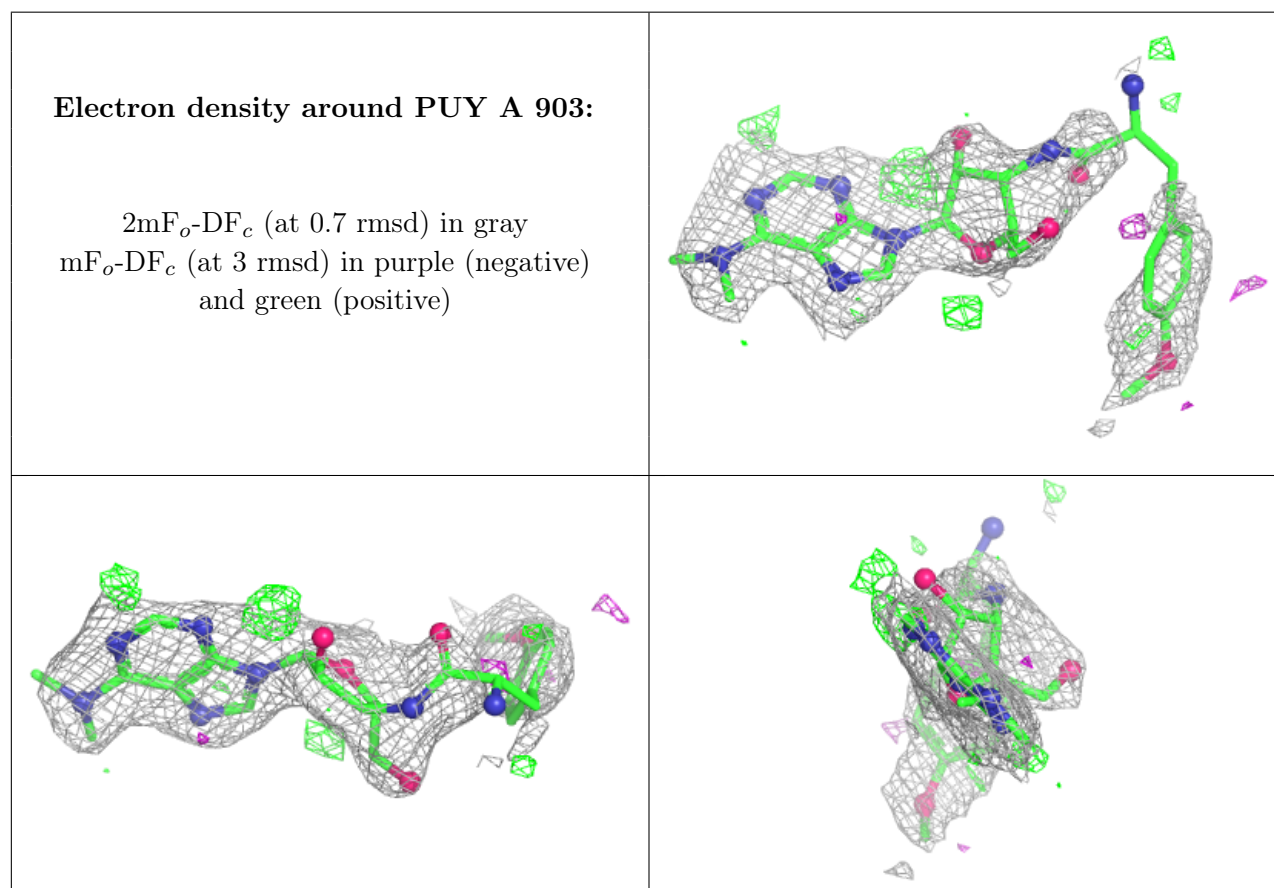 Electron density around PUY A 903:
2mFo-DFc (at 0.7 rmsd) in gray
mFo-DFc (at 3 rmsd) in purple (negative)
and green (positive)